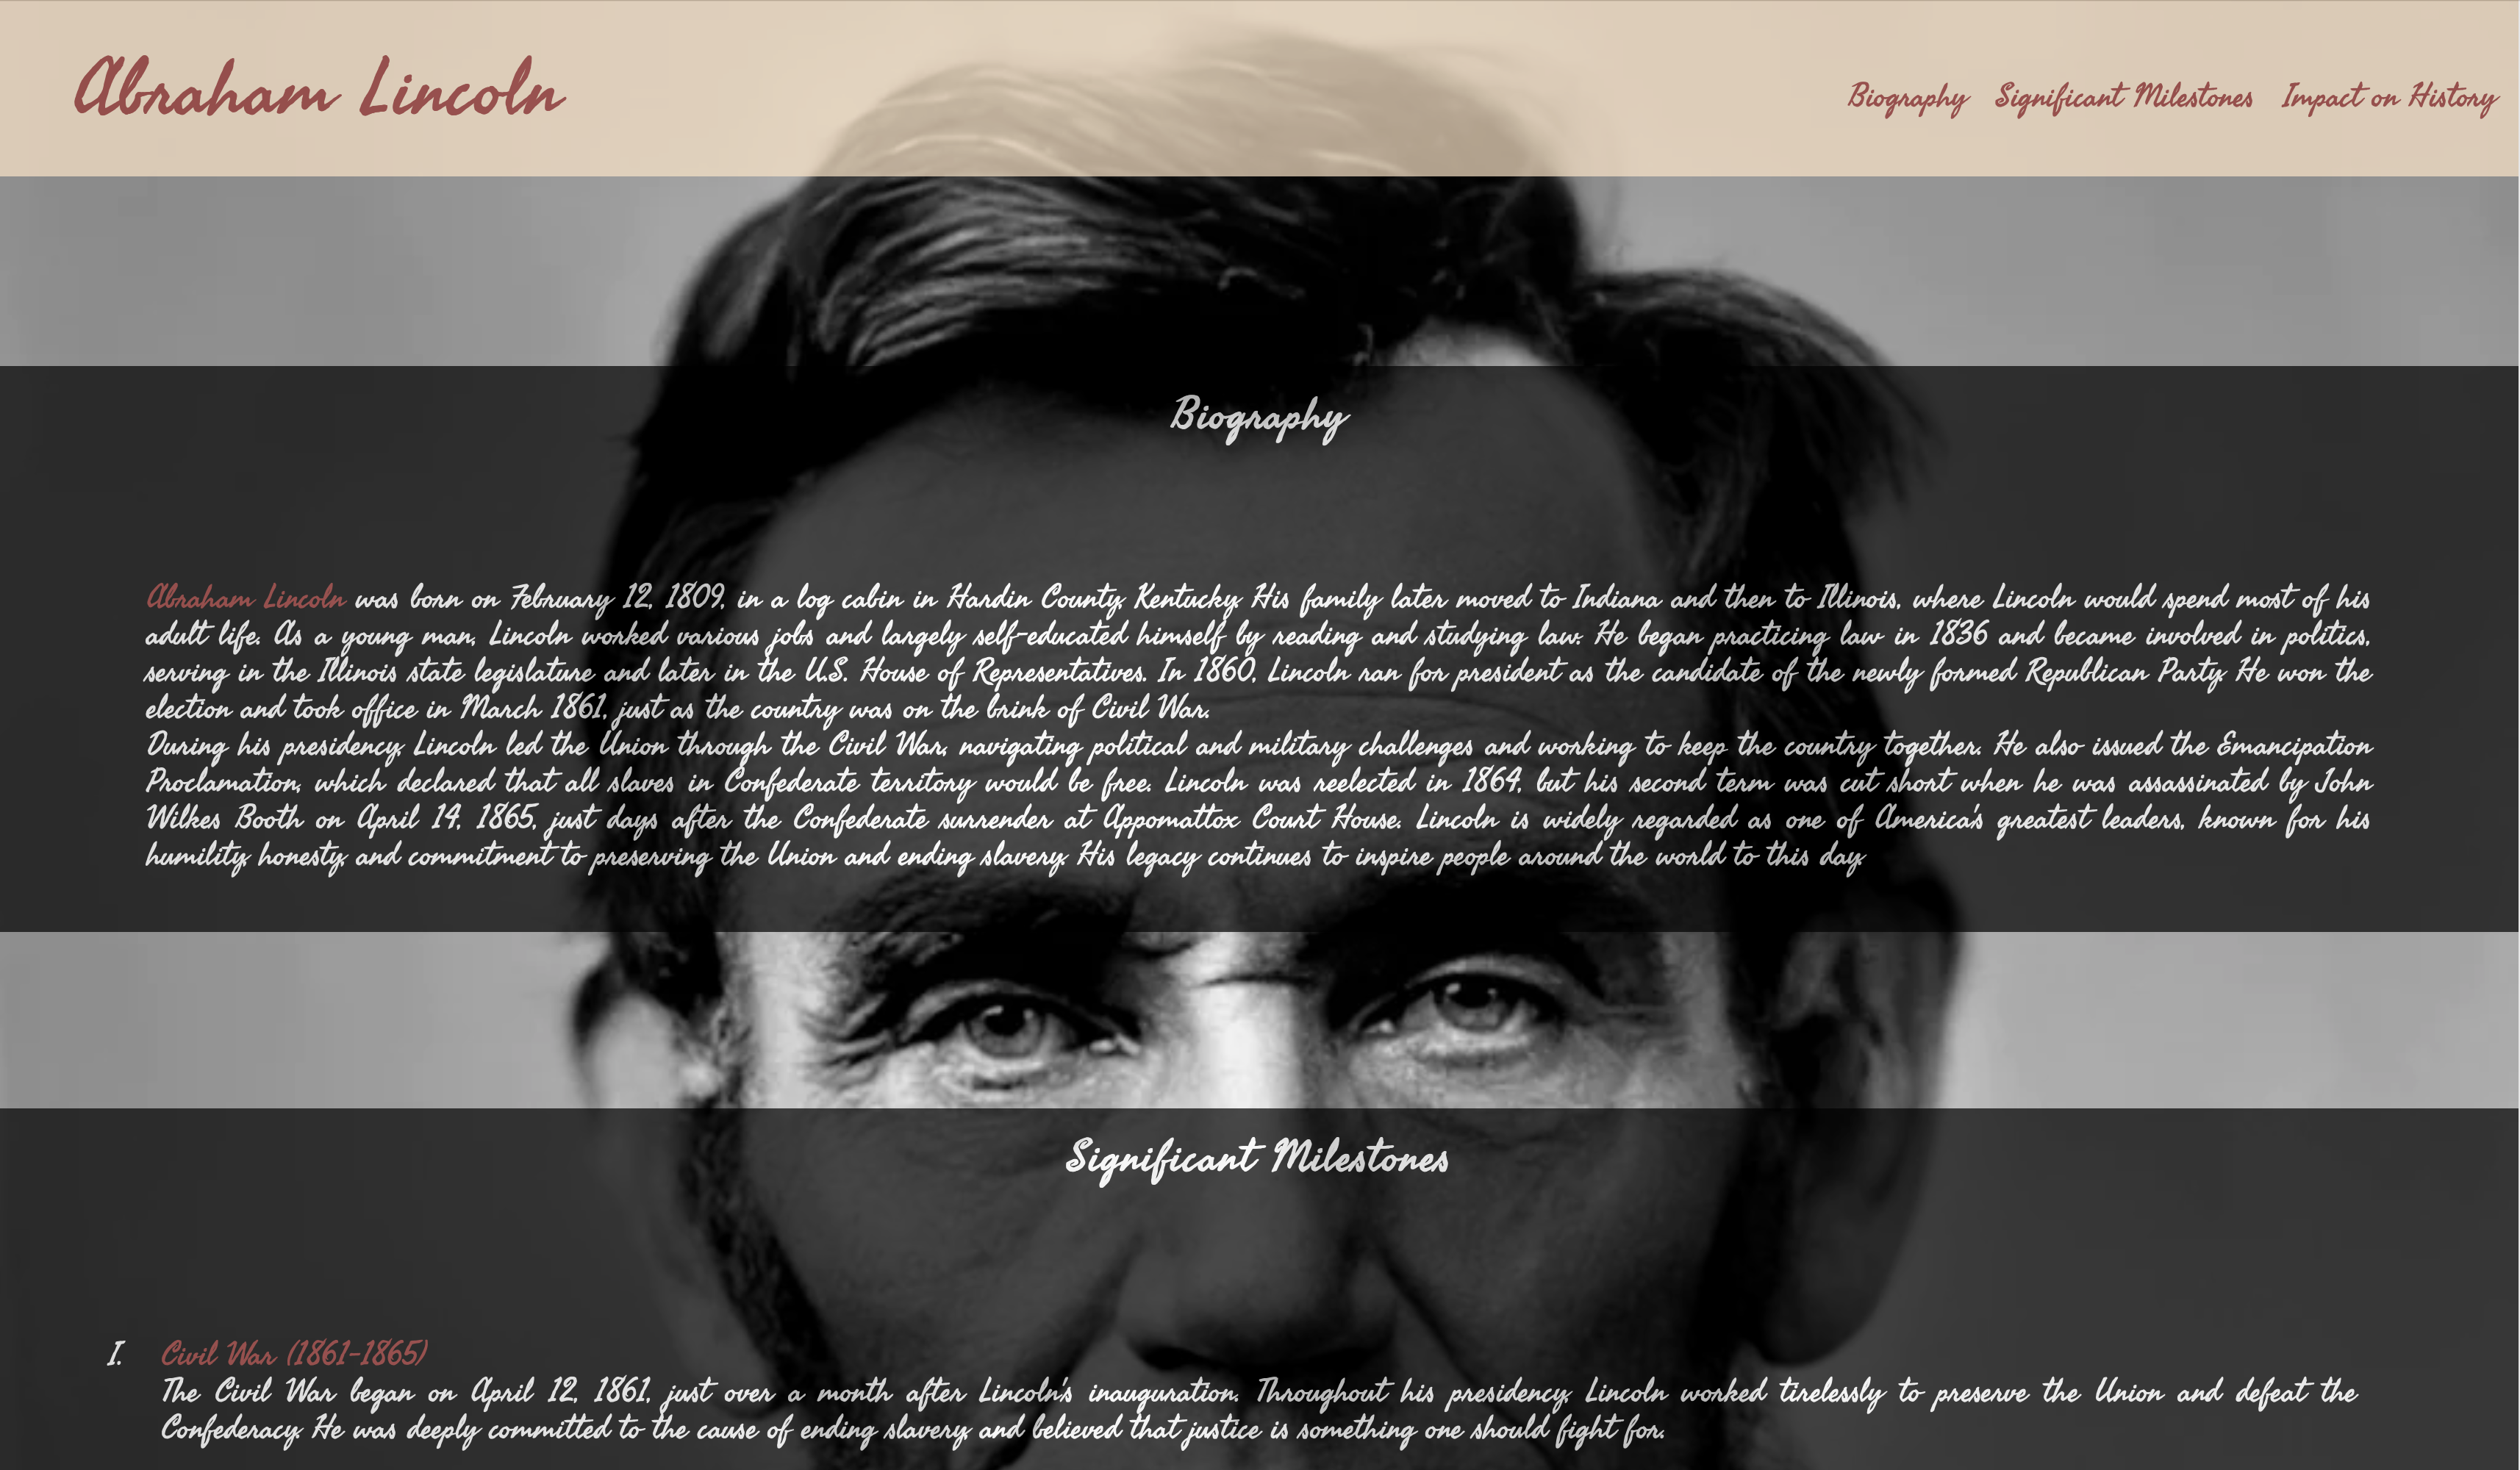 Abraham Lincoln
Biography Significant Milestones Impact on History
Biography
Abraham Lincoln was born on February 12, 1809, in a log cabin in Hardin County, Kentucky. His family later moved to Indiana and then to Illinois, where Lincoln would spend most of his
adult life. As a young man, Lincoln worked various jobs and largely self-educated himself by reading and studying law. He began practicing law in 1836 and became involved in politics,
serving in the Illinois state legislature and later in the U.S. House of Representatives. In 1860, Lincoln ran for president as the candidate of the newly formed Republican Party. He won the
election and took office in March 1861, just as the country was on the brink of Civil War.
During his presidency, Lincoln led the Union through the Civil War, navigating political and military challenges and working to keep the country together. He also issued the Emancipation
Proclamation, which declared that all slaves in Confederate territory would be free. Lincoln was reelected in 1864, but his second term was cut short when he was assassinated by John
Wilkes Booth on April 14, 1865, just days after the Confederate surrender at Appomattox Court House. Lincoln is widely regarded as one of America's greatest leaders, known for his
humility, honesty, and commitment to preserving the Union and ending slavery. His legacy continues to inspire people around the world to this day.
Significant Milestones
I. Civil War (1861-1865)
The Civil War began on April 12, 1861, just over a month after Lincoln's inauguration. Throughout his presidency, Lincoln worked tirelessly to preserve the Union and defeat the
Confederacy. He was deeply committed to the cause of ending slavery, and believed that justice is something one should fight for.